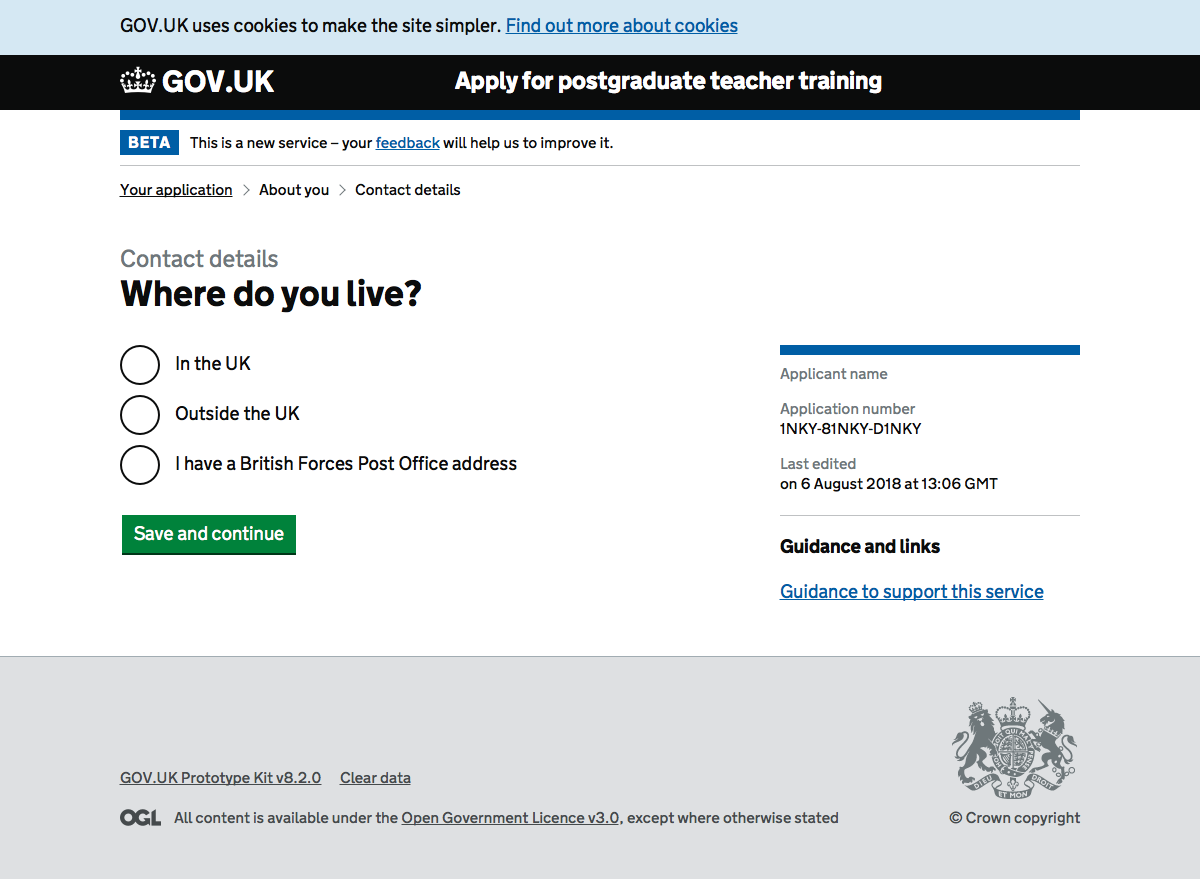 GOV.UK uses cookies to make the site simpler. Find out more about cookies
GOV.UK
Apply for postgraduate teacher training
BETA
This is a new service – your feedback will help us to improve it.
Your application
About you
Contact details
Contact details
Where do you live?
In the UK
Outside the UK
I have a British Forces Post Office address
Save and continue
Applicant name
Application number
1NKY-81NKY-D1NKY
Last edited
on 6 August 2018 at 13:06 GMT
Guidance and links
Guidance to support this service
GOV.UK Prototype Kit v8.2.0
Clear data
OGL
All content is available under the Open Government Licence v3.0, except where otherwise stated
DIEU ET MON DROIT
© Crown copyright